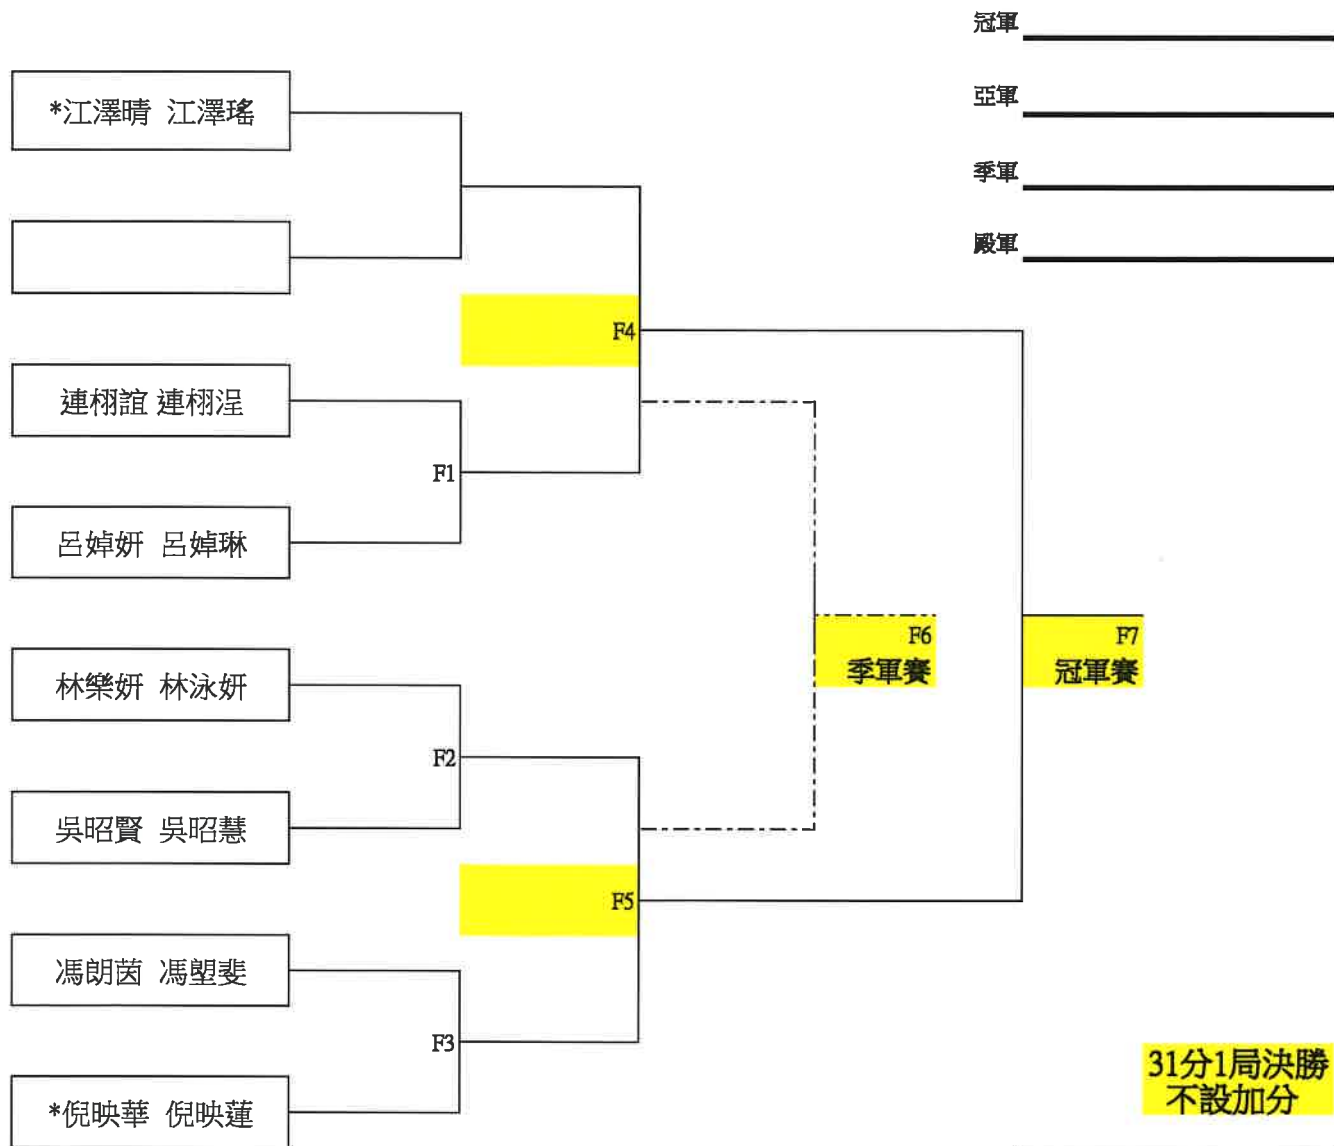 冠軍
亞軍
季軍
殿軍
*江澤晴 江澤瑤
F4
連栩誼 連栩浧
F1
呂婥妍 呂婥琳
林樂妍 林泳妍
F6
季軍賽
F7
冠軍賽
F2
吳昭賢 吳昭慧
F5
馮朗茵 馮塱斐
F3
*倪映華 倪映蓮
31分1局決勝
不設加分